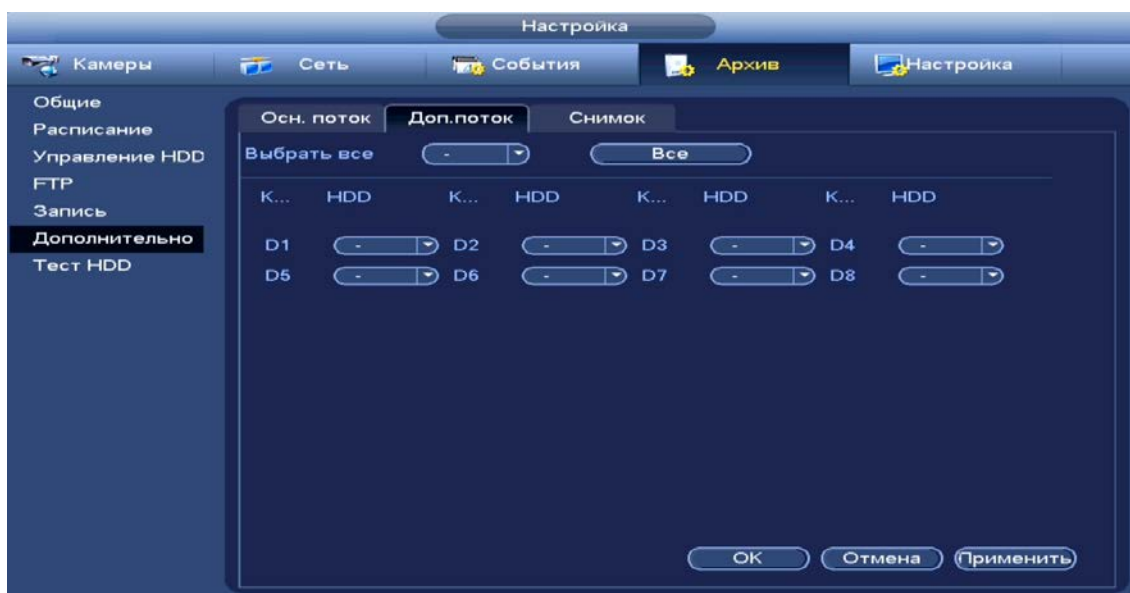 Настройка
Камеры Сеть События Архив Настройка
Общие
Расписание
Управление HDD
FTP
Запись
Дополнительно
Тест HDD
Осн. поток Доп.поток Снимок
Выбрать все - Все
К... HDD К... HDD К... HDD К... HDD
D1 - D2 - D3 - D4 -
D5 - D6 - D7 - D8 -
OK Отмена Применить